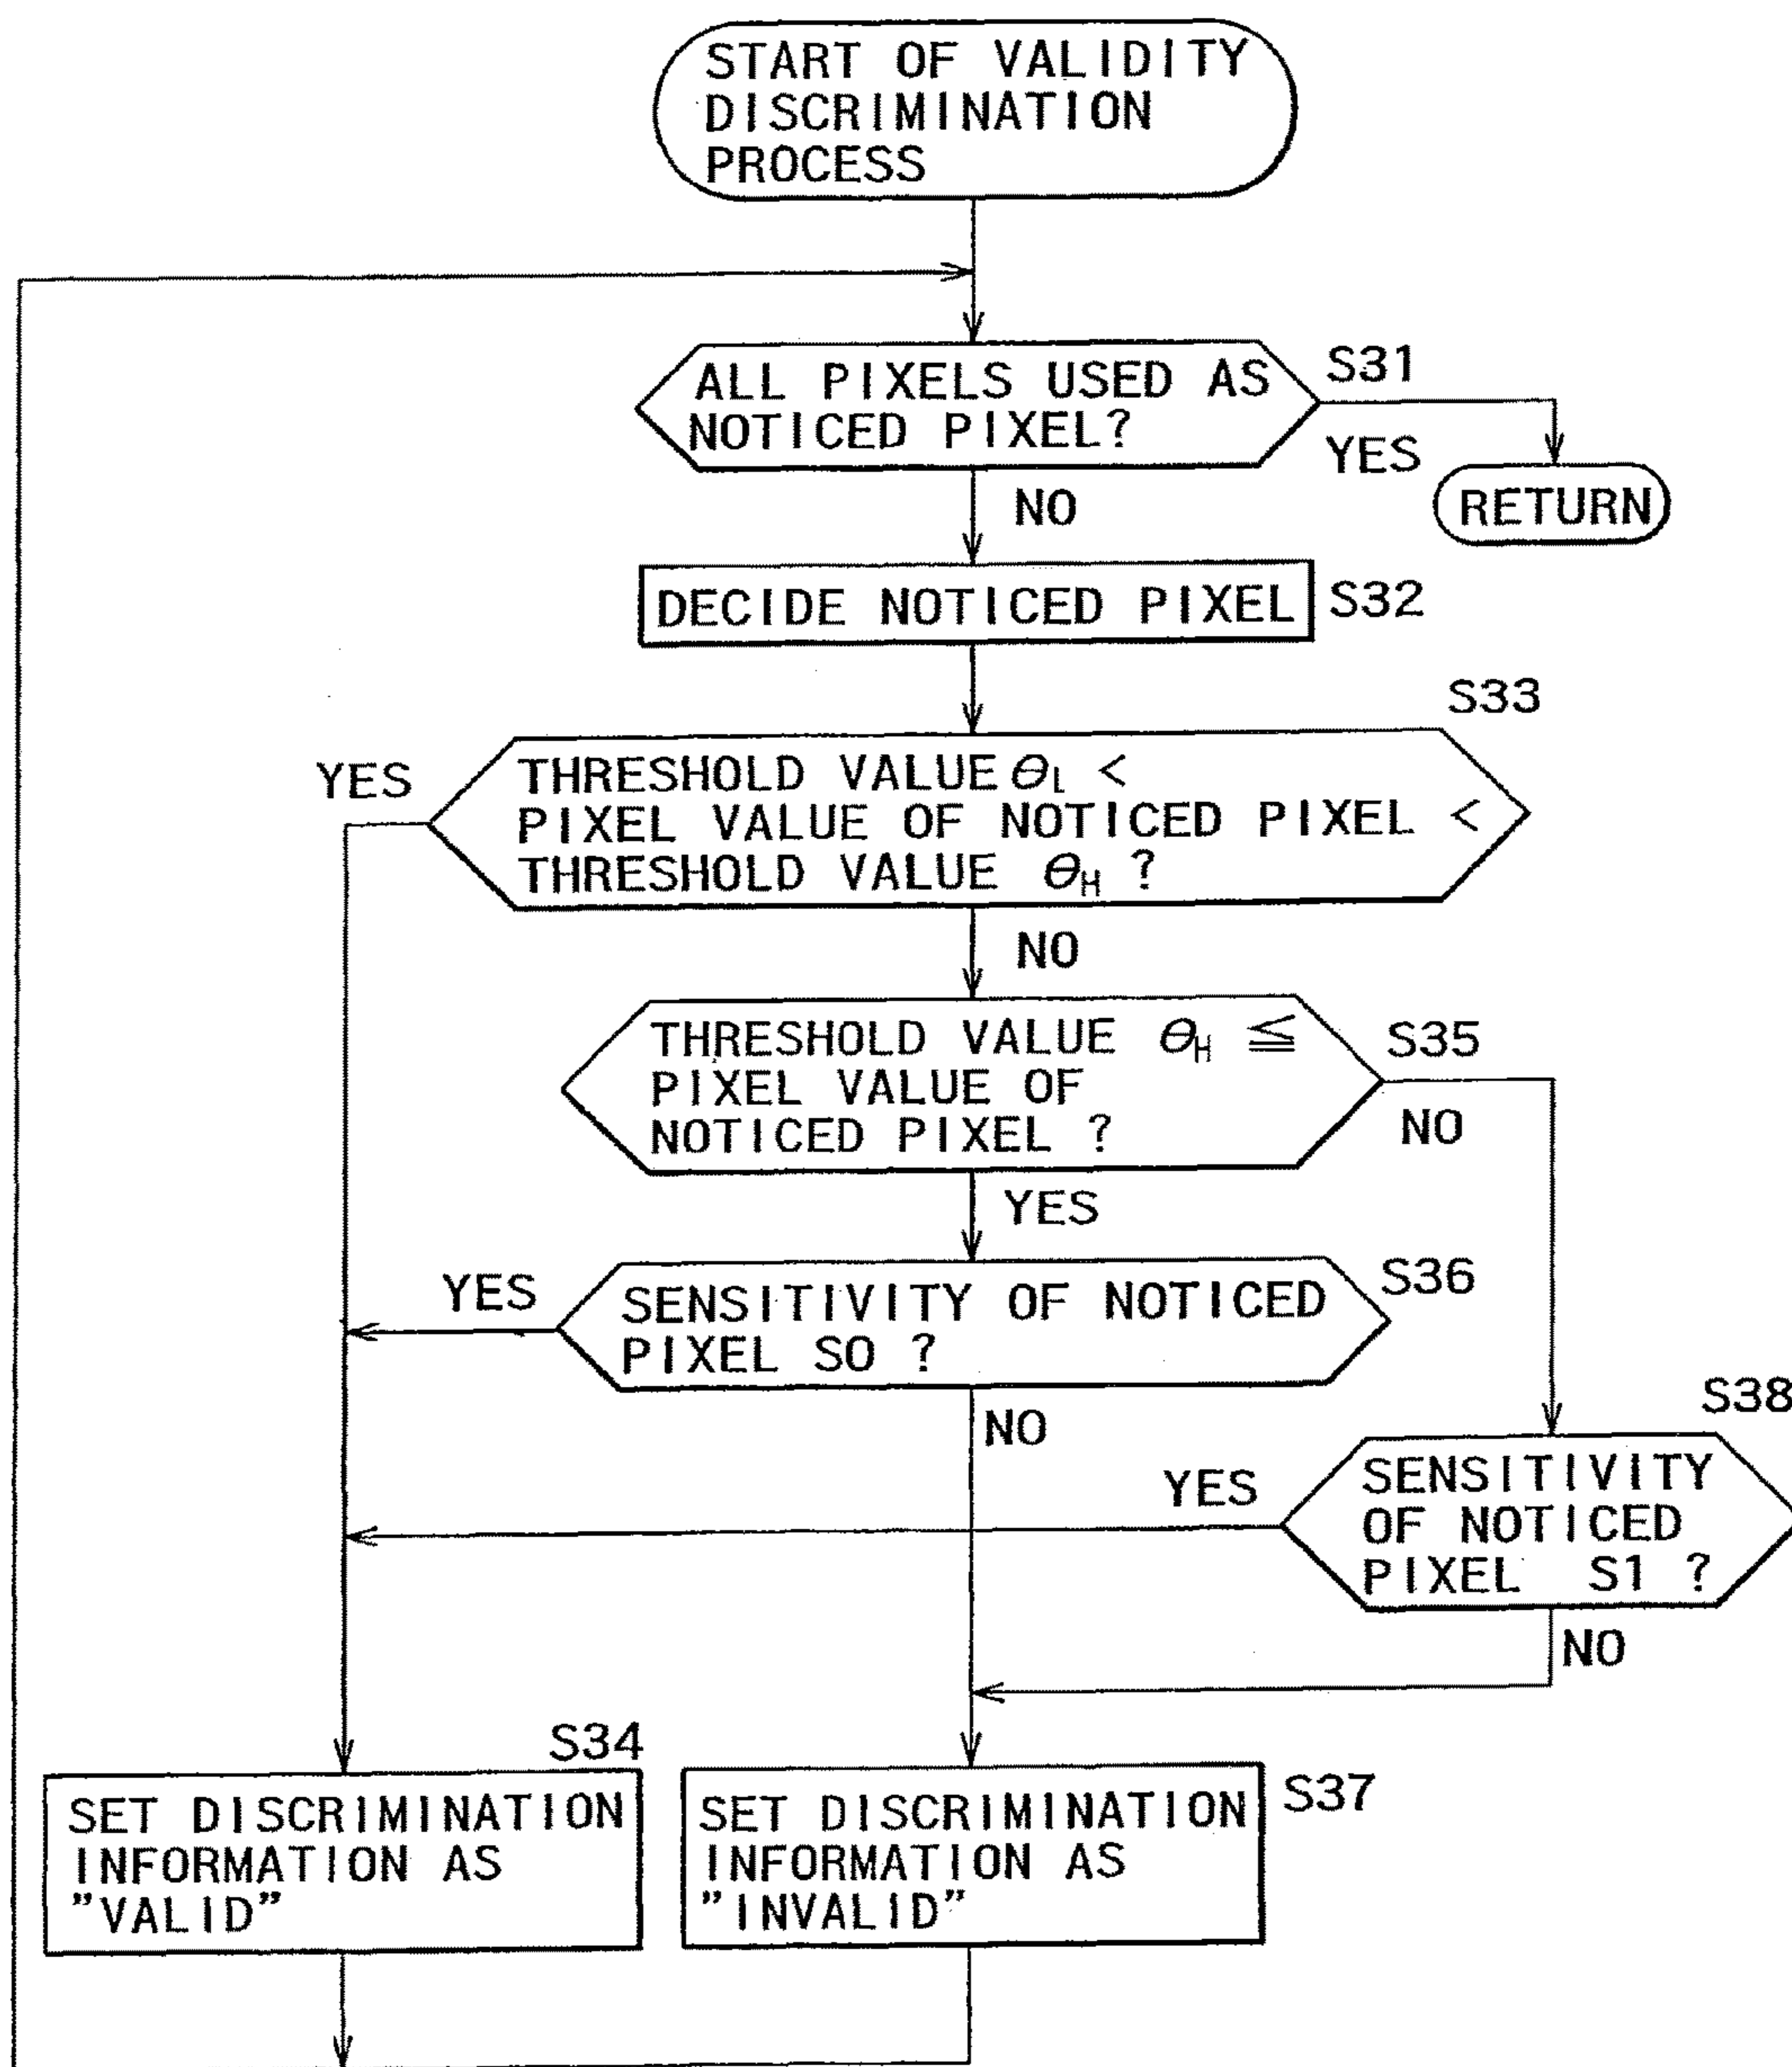 START OF VALIDITY
DISCRIMINATION
PROCESS
ALL PIXELS USED AS
NOTICED PIXEL?
S31
YES
RETURN
NO
DECIDE NOTICED PIXEL
S32
S33
YES
THRESHOLD VALUE θL <
PIXEL VALUE OF NOTICED PIXEL <
THRESHOLD VALUE θH ?
NO
THRESHOLD VALUE θH ≦
PIXEL VALUE OF
NOTICED PIXEL ?
S35
NO
YES
YES
SENSITIVITY OF NOTICED
PIXEL S0 ?
S36
NO
S38
YES
SENSITIVITY
OF NOTICED
PIXEL S1 ?
NO
S34
SET DISCRIMINATION
INFORMATION AS
"VALID"
SET DISCRIMINATION
INFORMATION AS
"INVALID"
S37